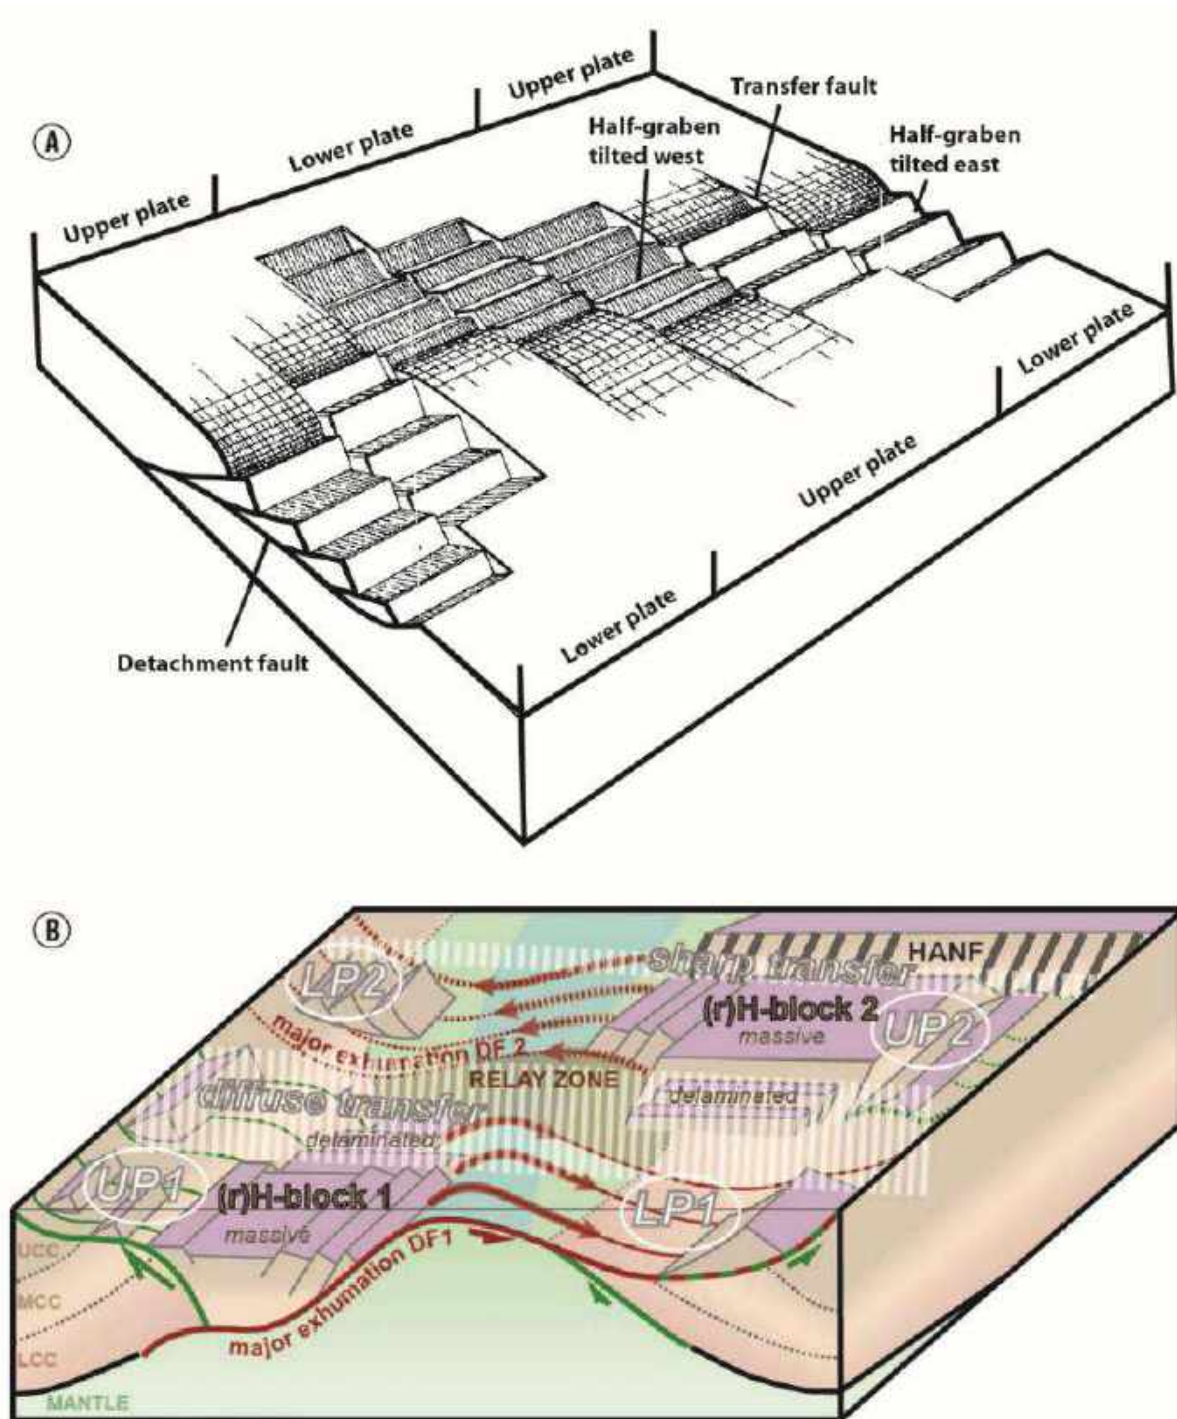 A
Upper plate
Lower plate
Upper plate
Transfer fault
Half-graben
tilted west
Half-graben
tilted east
Lower plate
Upper plate
Lower plate
Detachment fault
B
HANF
sharp transfer
LP2
(r)H-block 2
massive
UP2
major exhumation DF 2
RELAY ZONE
diffuse transfer
delaminated
delaminated
UP1
(r)H-block 1
massive
LP1
UCC
MCC
LCC
major exhumation DF1
MANTLE